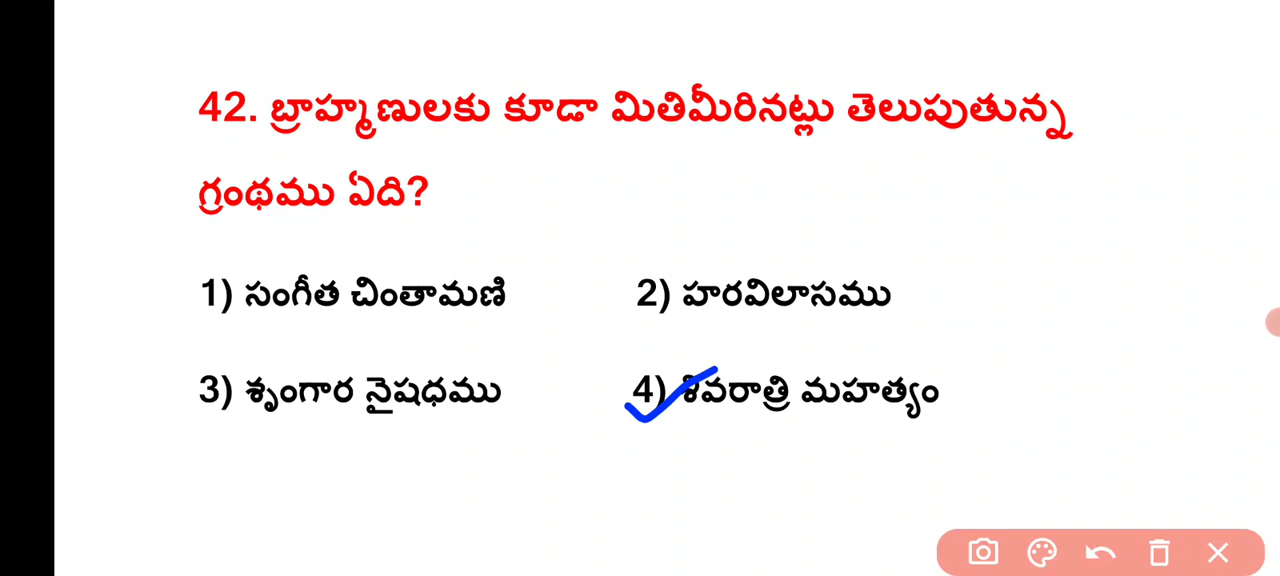 42. బ్రాహ్మణులకు కూడా మితిమీరినట్లు తెలుపుతున్న
గ్రంథము ఏది?
1) సంగీత చింతామణి 2) హరవిలాసము
3) శృంగార నైషధము 4) శివరాత్రి మహత్యం